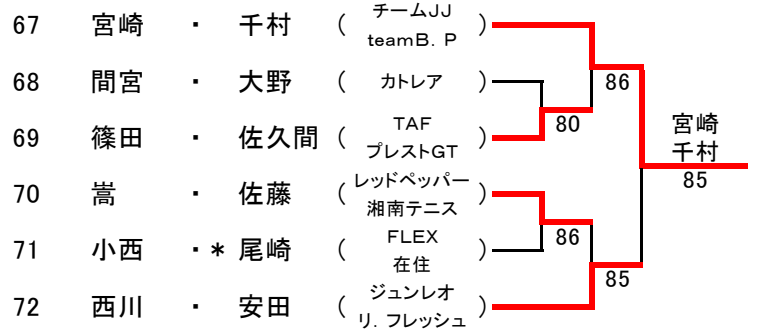 67 宮崎 ・ 千村 ( チームJJ teamB. P )
86
68 間宮 ・ 大野 ( カトレア )
80
69 篠田 ・ 佐久間 ( TAF プレストGT )
宮崎
千村
85
70 嵩 ・ 佐藤 ( レッドペッパー 湘南テニス )
86
71 小西 ・* 尾崎 ( FLEX 在住 )
85
72 西川 ・ 安田 ( ジュンレオ リ. フレッシュ )